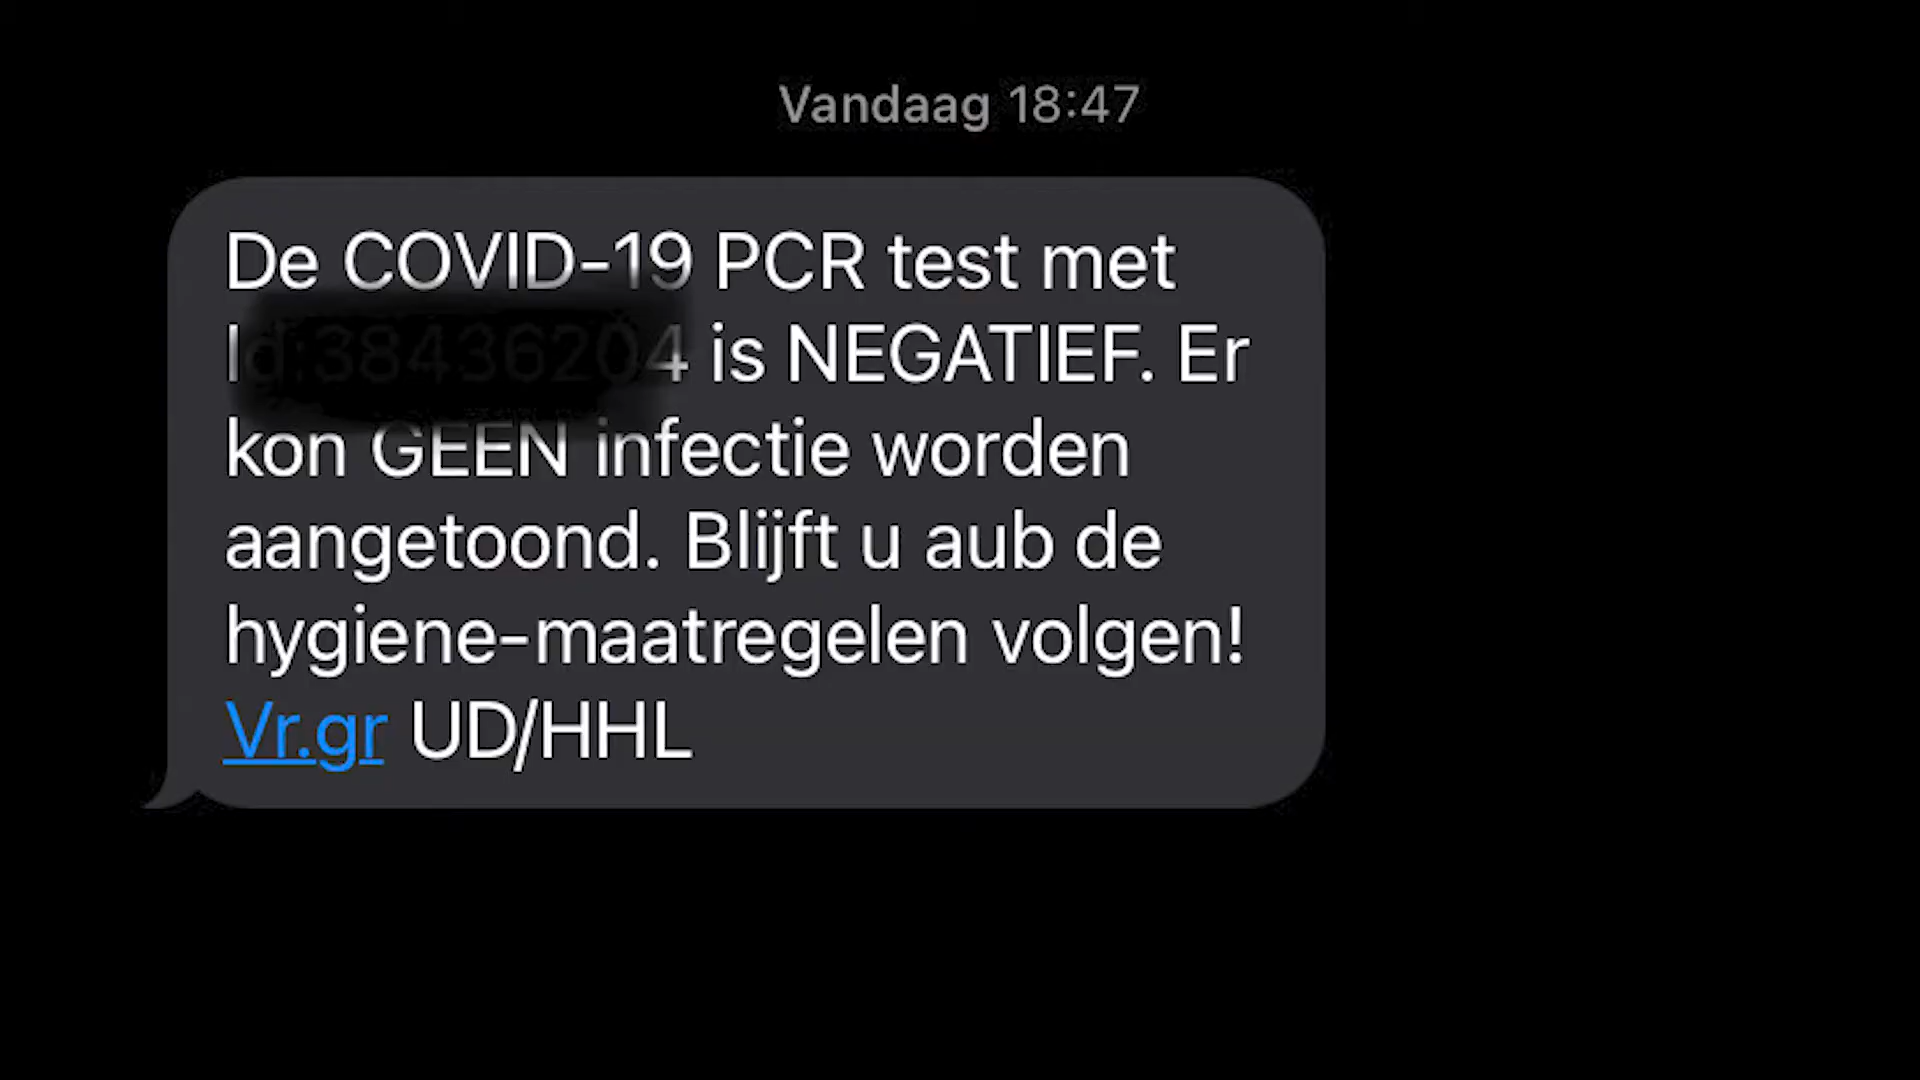 Vandaag 18:47
De COVID-19 PCR test met
is NEGATIEF. Er
kon GEEN infectie worden
aangetoond. Blijft u aub de
hygiene-maatregelen volgen!
Vr.gr UD/HHL